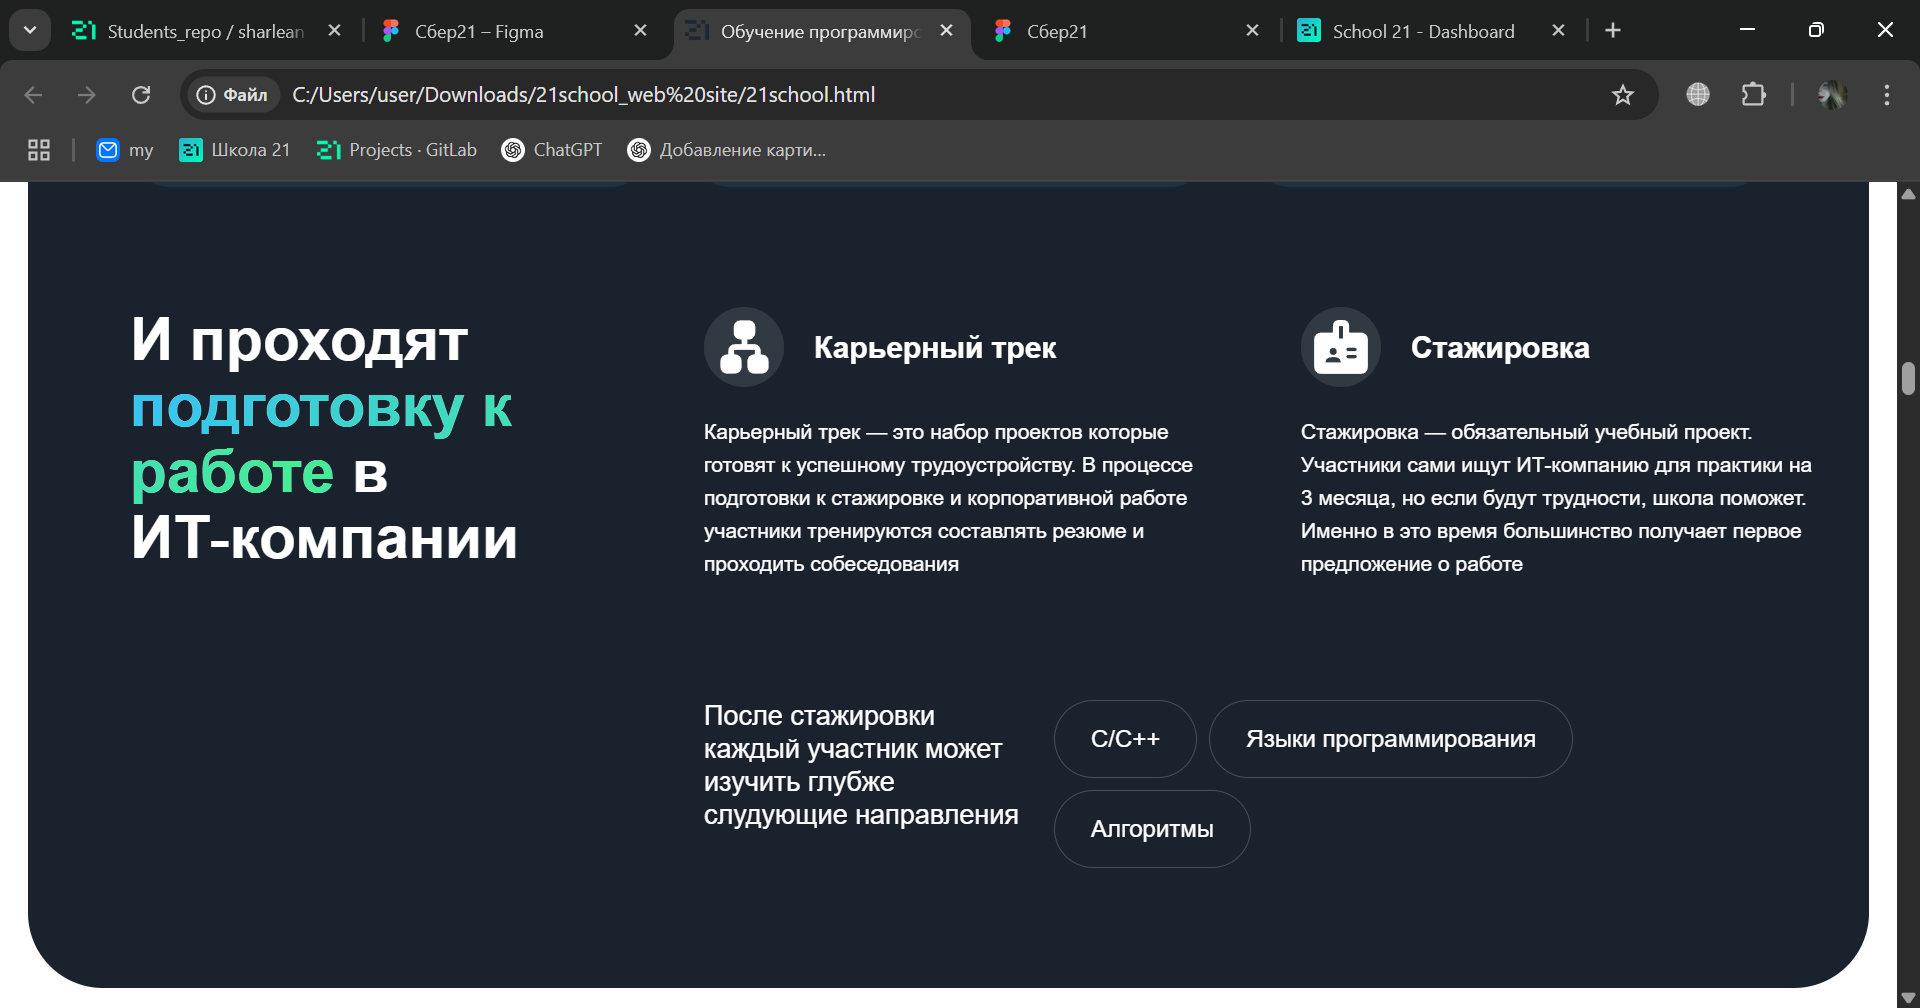 Students_repo / sharlean
Сбер21 – Figma
Обучение программирс
Сбер21
School 21 - Dashboard
Файл
C:/Users/user/Downloads/21school_web%20site/21school.html
my
Школа 21
Projects · GitLab
ChatGPT
Добавление карти...
И проходят
подготовку к
работе в
ИТ-компании
Карьерный трек
Карьерный трек — это набор проектов которые
готовят к успешному трудоустройству. В процессе
подготовки к стажировке и корпоративной работе
участники тренируются составлять резюме и
проходить собеседования
Стажировка
Стажировка — обязательный учебный проект.
Участники сами ищут ИТ-компанию для практики на
3 месяца, но если будут трудности, школа поможет.
Именно в это время большинство получает первое
предложение о работе
После стажировки
каждый участник может
изучить глубже
слудующие направления
C/C++
Языки программирования
Алгоритмы